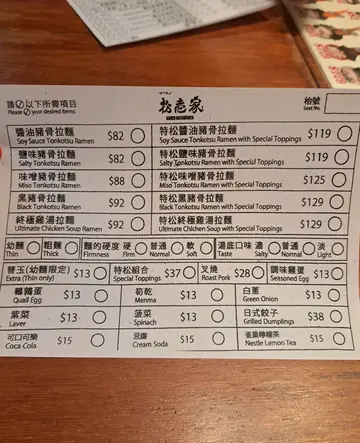 請⊘以下所需項目
Please ⊘ your desired items
松壱家
枱號
Seat No.
醬油豬骨拉麵 $82
Soy Sauce Tonkotsu Ramen
特松醬油豬骨拉麵 $119
Soy Sauce Tonkotsu Ramen with Special Toppings
鹽味豬骨拉麵 $82
Salty Tonkotsu Ramen
特松鹽味豬骨拉麵 $119
Salty Tonkotsu Ramen with Special Toppings
味噌豬骨拉麵 $88
Miso Tonkotsu Ramen
特松味噌豬骨拉麵 $125
Miso Tonkotsu Ramen with Special Toppings
黑豬骨拉麵 $92
Black Tonkotsu Ramen
特松黑豬骨拉麵 $129
Black Tonkotsu Ramen with Special Toppings
終極雞湯拉麵 $92
Ultimate Chicken Soup Ramen
特松終極雞湯拉麵 $129
Ultimate Chicken Soup Ramen with Special Toppings
幼麵 粗麵 麵的硬度 硬 普通 軟 湯底口味 濃 普通 淡
Thin Thick Firmness Firm Normal Soft Taste Salty Normal Light
替玉(幼麵限定) $13
Extra (Thin only)
特松組合 $37
Special Toppings
叉燒 $28
Roast Pork
調味雞蛋 $13
Seasoned Egg
鵪鶉蛋 $13
Quail Egg
筍乾 $13
Menma
白蔥 $13
Green Onion
紫菜 $13
Laver
菠菜 $13
Spinach
日式餃子 $38
Grilled Dumplings
可口可樂 $15
Coca Cola
忌廉 $15
Cream Soda
雀巢檸檬茶 $15
Nestle Lemon Tea